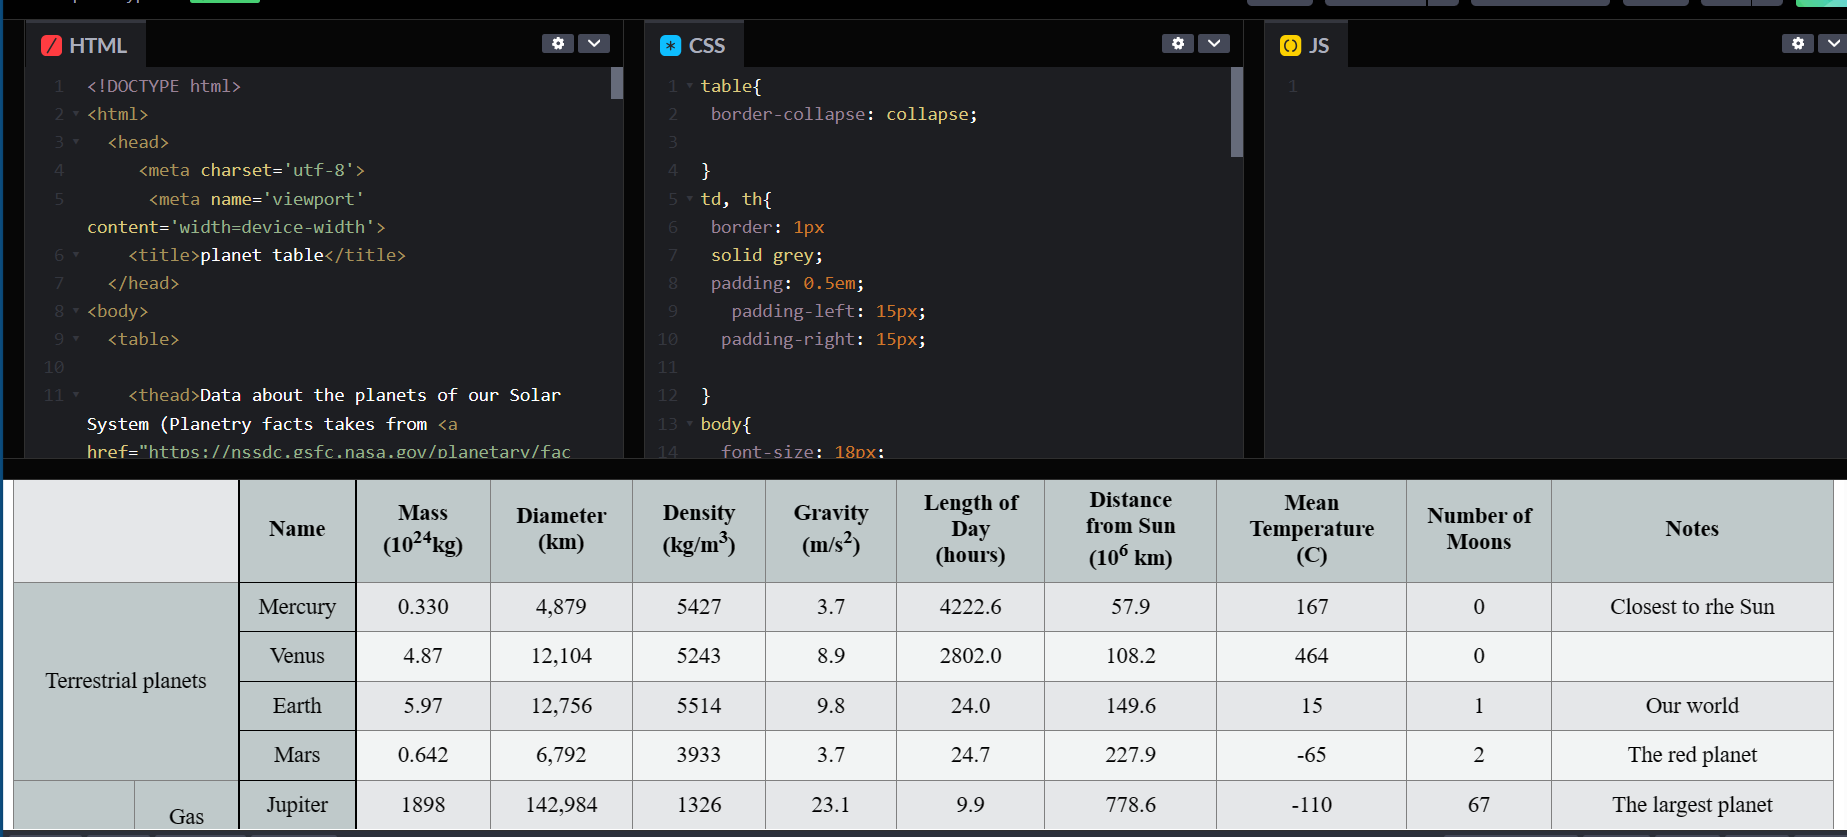 HTML
1 <!DOCTYPE html>
2 <html>
3 <head>
4 <meta charset='utf-8'>
5 <meta name='viewport'
content='width=device-width'>
6 <title>planet table</title>
7 </head>
8 <body>
9 <table>
10
11 <thead>Data about the planets of our Solar
System (Planetry facts takes from <a
href="https://nssdc.gsfc.nasa.gov/planetary/fac
CSS
1 table{
2 border-collapse: collapse;
3
4 }
5 td, th{
6 border: 1px
7 solid grey;
8 padding: 0.5em;
9 padding-left: 15px;
10 padding-right: 15px;
11
12 }
13 body{
14 font-size: 18px;
JS
1
Name
Mass
(10²⁴kg)
Diameter
(km)
Density
(kg/m³)
Gravity
(m/s²)
Length of
Day
(hours)
Distance
from Sun
(10⁶ km)
Mean
Temperature
(C)
Number of
Moons
Notes
Terrestrial planets
Mercury 0.330 4,879 5427 3.7 4222.6 57.9 167 0 Closest to rhe Sun
Venus 4.87 12,104 5243 8.9 2802.0 108.2 464 0
Earth 5.97 12,756 5514 9.8 24.0 149.6 15 1 Our world
Mars 0.642 6,792 3933 3.7 24.7 227.9 -65 2 The red planet
Gas
Jupiter 1898 142,984 1326 23.1 9.9 778.6 -110 67 The largest planet